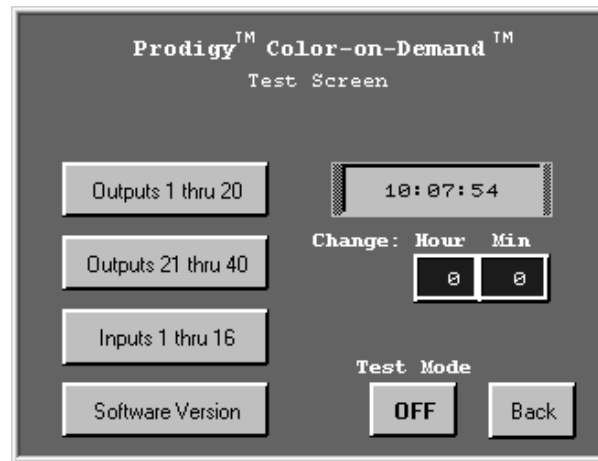 Prodigy™ Color-on-Demand™
Test Screen
Outputs 1 thru 20
10:07:54
Change: Hour Min
Outputs 21 thru 40
0 0
Inputs 1 thru 16
Test Mode
Software Version
OFF
Back